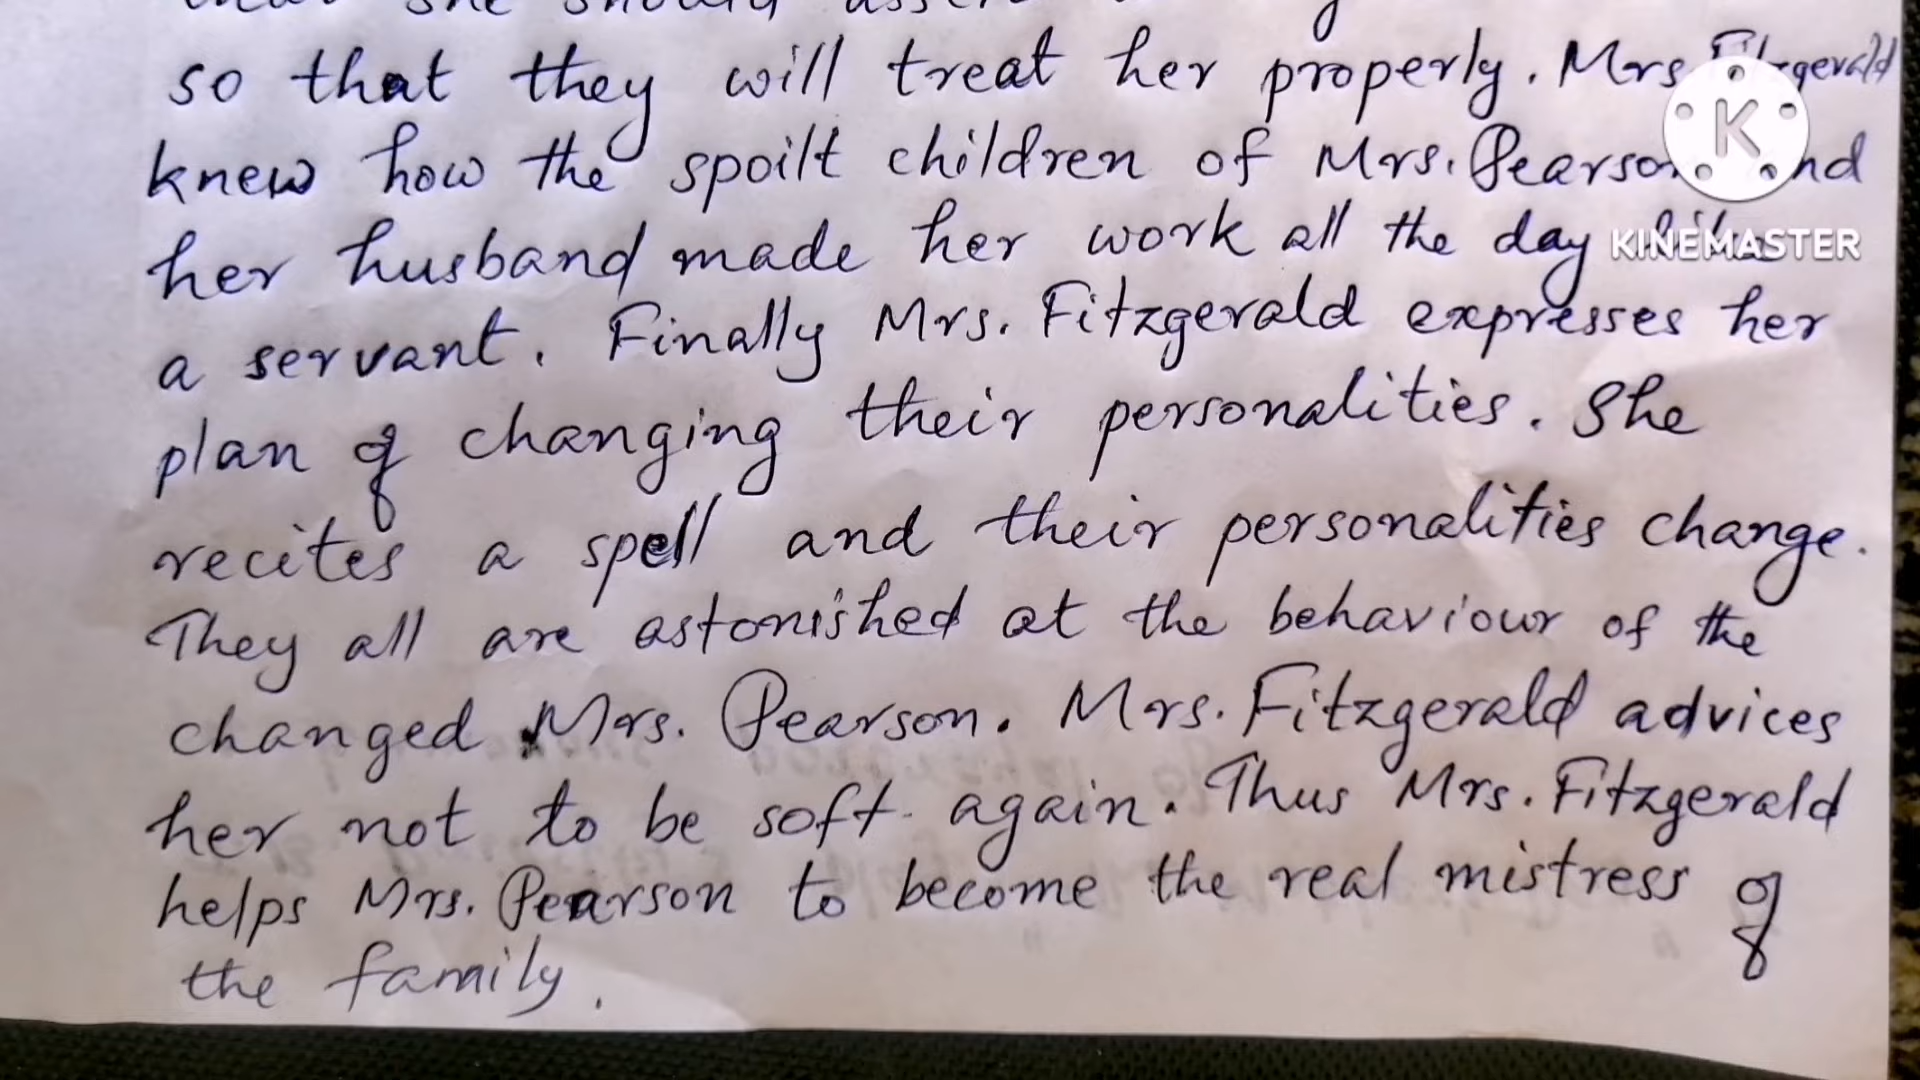 she should
so that they will treat her properly. Mrs. Fitzgerald
knew how the spoilt children of Mrs. Pearson and
her husband made her work all the day like
a servant. Finally Mrs. Fitzgerald expresses her
plan of changing their personalities. She
recites a spell and their personalities change.
They all are astonished at the behaviour of the
changed Mrs. Pearson. Mrs. Fitzgerald advices
her not to be soft again. Thus Mrs. Fitzgerald
helps Mrs. Pearson to become the real mistress of
the family.
K
KINEMASTER